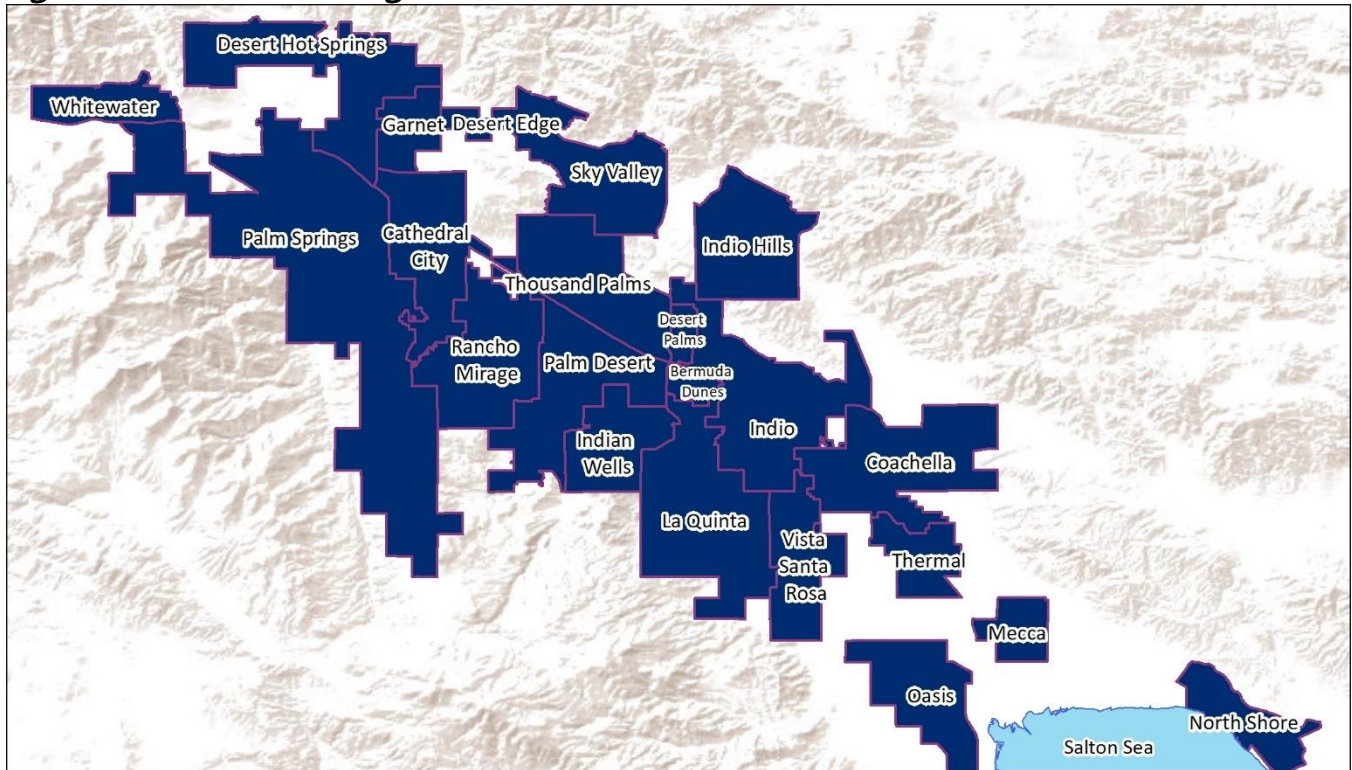 Desert Hot Springs
Whitewater
Garnet
Desert Edge
Sky Valley
Palm Springs
Cathedral
City
Indio Hills
Thousand Palms
Desert
Palms
Rancho
Mirage
Palm Desert
Bermuda
Dunes
Indian
Wells
Indio
Coachella
La Quinta
Vista
Santa
Rosa
Thermal
Mecca
Oasis
North Shore
Salton Sea